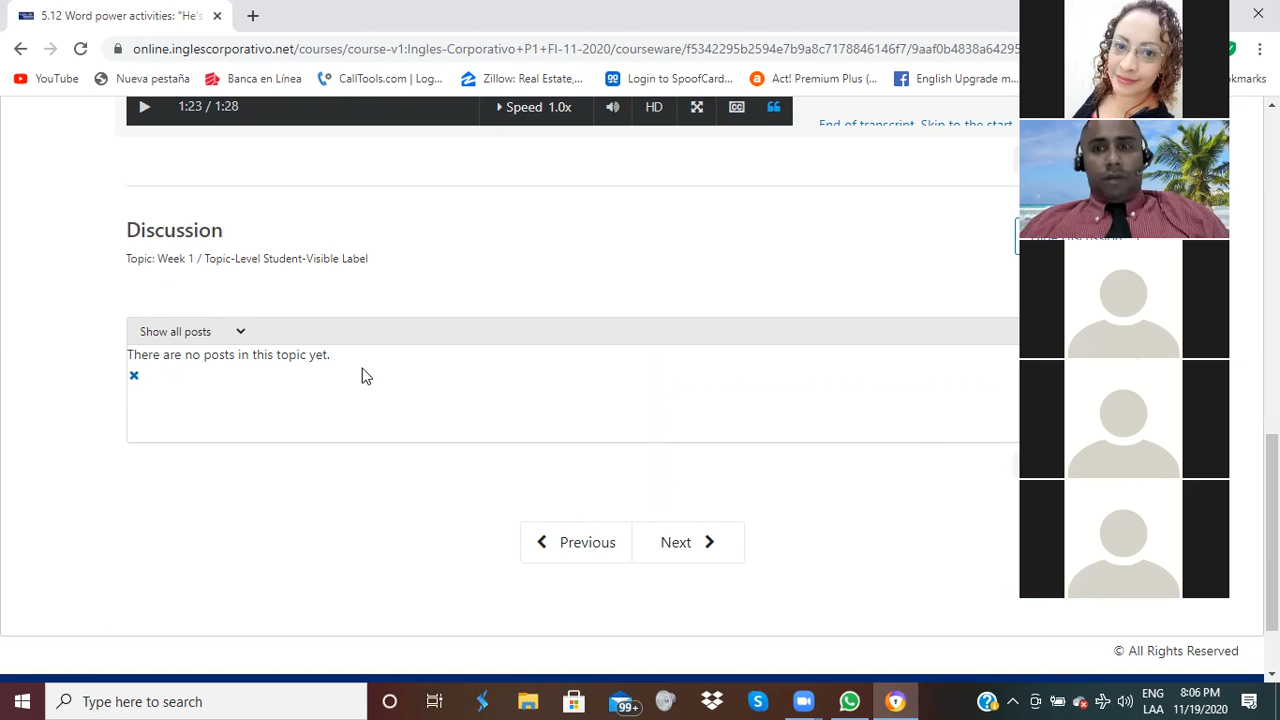 5.12 Word power activities: "He's
online.inglescorporativo.net/courses/course-v1:Ingles-Corporativo+P1+FI-11-2020/courseware/f5342295b2594e7b9a8c7178846146f7/9aaf0b4838a64295
YouTube Nueva pestaña Banca en Línea CallTools.com | Log... Zillow: Real Estate,... Login to SpoofCard... Act! Premium Plus (... English Upgrade m...
1:23 / 1:28 Speed 1.0x HD CC
End of transcript. Skip to the start.
Discussion
Topic: Week 1 / Topic-Level Student-Visible Label
Show all posts
There are no posts in this topic yet.
Previous Next
© All Rights Reserved
Type here to search
99+
ENG
LAA
8:06 PM
11/19/2020